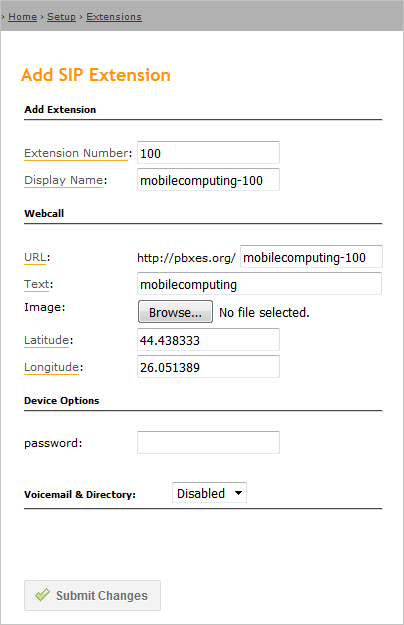 › Home › Setup › Extensions
Add SIP Extension
Add Extension
Extension Number: 100
Display Name: mobilecomputing-100
Webcall
URL: http://pbxes.org/ mobilecomputing-100
Text: mobilecomputing
Image: Browse... No file selected.
Latitude: 44.438333
Longitude: 26.051389
Device Options
password:
Voicemail & Directory: Disabled
Submit Changes